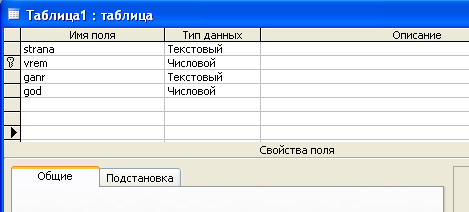 Таблица1 : таблица
Имя поля Тип данных Описание
strana Текстовый
vrem Числовой
ganr Текстовый
god Числовой
Свойства поля
Общие Подстановка